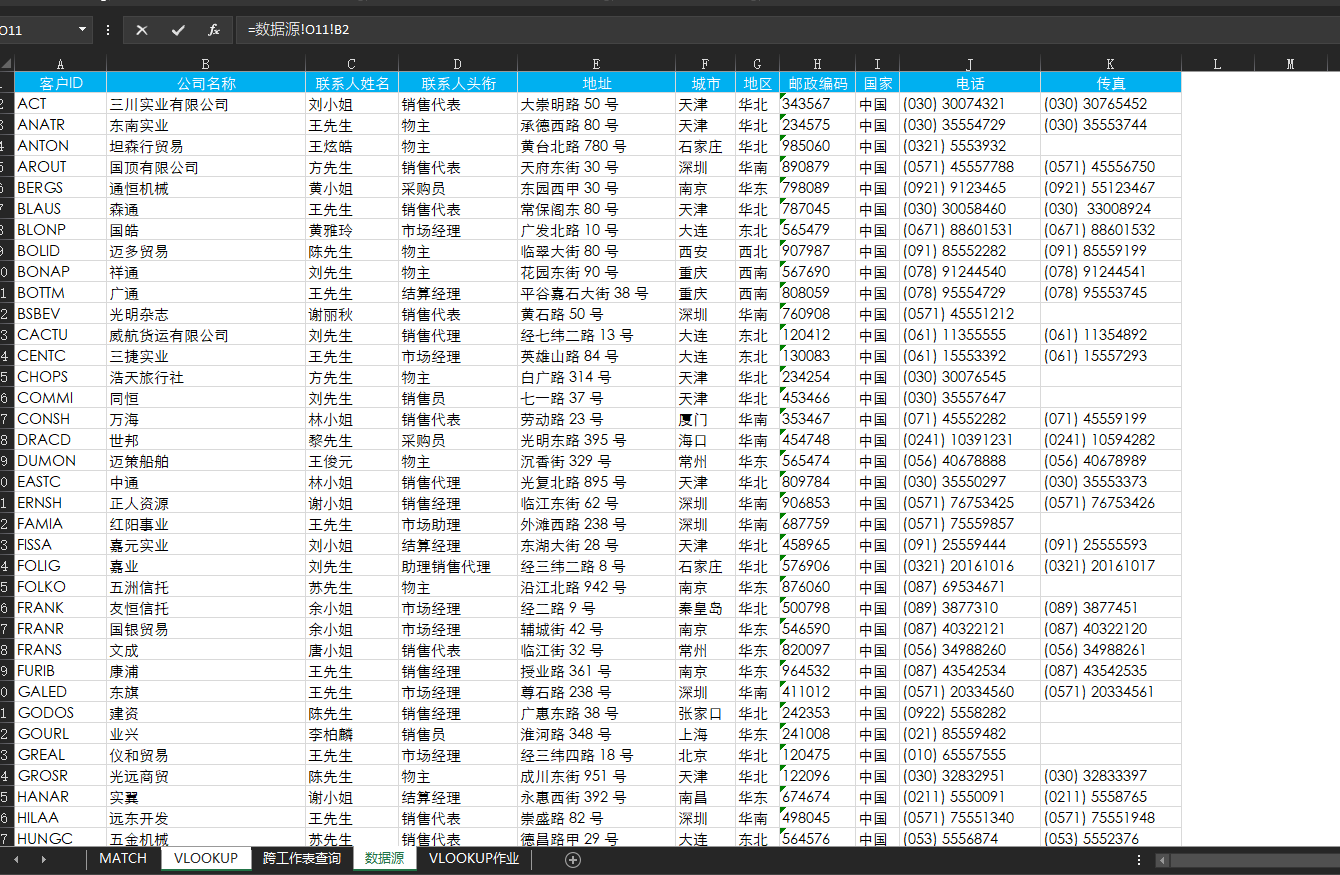 O11 =数据源!O11!B2
A B C D E F G H I J K L M
客户ID 公司名称 联系人姓名 联系人头衔 地址 城市 地区 邮政编码 国家 电话 传真
2 ACT 三川实业有限公司 刘小姐 销售代表 大崇明路 50 号 天津 华北 343567 中国 (030) 30074321 (030) 30765452
3 ANATR 东南实业 王先生 物主 承德西路 80 号 天津 华北 234575 中国 (030) 35554729 (030) 35553744
4 ANTON 坦森行贸易 王炫皓 物主 黄台北路 780 号 石家庄 华北 985060 中国 (0321) 5553932
5 AROUT 国顶有限公司 方先生 销售代表 天府东街 30 号 深圳 华南 890879 中国 (0571) 45557788 (0571) 45556750
6 BERGS 通恒机械 黄小姐 采购员 东园西甲 30 号 南京 华东 798089 中国 (0921) 9123465 (0921) 55123467
7 BLAUS 森通 王先生 销售代表 常保阁东 80 号 天津 华北 787045 中国 (030) 30058460 (030)  33008924
8 BLONP 国皓 黄雅玲 市场经理 广发北路 10 号 大连 东北 565479 中国 (0671) 88601531 (0671) 88601532
9 BOLID 迈多贸易 陈先生 物主 临翠大街 80 号 西安 西北 907987 中国 (091) 85552282 (091) 85559199
0 BONAP 祥通 刘先生 物主 花园东街 90 号 重庆 西南 567690 中国 (078) 91244540 (078) 91244541
1 BOTTM 广通 王先生 结算经理 平谷嘉石大街 38 号 重庆 西南 808059 中国 (078) 95554729 (078) 95553745
2 BSBEV 光明杂志 谢丽秋 销售代表 黄石路 50 号 深圳 华南 760908 中国 (0571) 45551212
3 CACTU 威航货运有限公司 刘先生 销售代理 经七纬二路 13 号 大连 东北 120412 中国 (061) 11355555 (061) 11354892
4 CENTC 三捷实业 王先生 市场经理 英雄山路 84 号 大连 东北 130083 中国 (061) 15553392 (061) 15557293
5 CHOPS 浩天旅行社 方先生 物主 白广路 314 号 天津 华北 234254 中国 (030) 30076545
6 COMMI 同恒 刘先生 销售员 七一路 37 号 天津 华北 453466 中国 (030) 35557647
7 CONSH 万海 林小姐 销售代表 劳动路 23 号 厦门 华南 353467 中国 (071) 45552282 (071) 45559199
8 DRACD 世邦 黎先生 采购员 光明东路 395 号 海口 华南 454748 中国 (0241) 10391231 (0241) 10594282
9 DUMON 迈策船舶 王俊元 物主 沉香街 329 号 常州 华东 565474 中国 (056) 40678888 (056) 40678989
0 EASTC 中通 林小姐 销售代理 光复北路 895 号 天津 华北 809784 中国 (030) 35550297 (030) 35553373
1 ERNSH 正人资源 谢小姐 销售经理 临江东街 62 号 深圳 华南 906853 中国 (0571) 76753425 (0571) 76753426
2 FAMIA 红阳事业 王先生 市场助理 外滩西路 238 号 深圳 华南 687759 中国 (0571) 75559857
3 FISSA 嘉元实业 刘小姐 结算经理 东湖大街 28 号 天津 华北 458965 中国 (091) 25559444 (091) 25555593
4 FOLIG 嘉业 刘先生 助理销售代理 经三纬二路 8 号 石家庄 华北 576906 中国 (0321) 20161016 (0321) 20161017
5 FOLKO 五洲信托 苏先生 物主 沿江北路 942 号 南京 华东 876060 中国 (087) 69534671
6 FRANK 友恒信托 余小姐 市场经理 经二路 9 号 秦皇岛 华北 500798 中国 (089) 3877310 (089) 3877451
7 FRANR 国银贸易 余小姐 市场经理 辅城街 42 号 南京 华东 546590 中国 (087) 40322121 (087) 40322120
8 FRANS 文成 唐小姐 销售代表 临江街 32 号 常州 华东 820097 中国 (056) 34988260 (056) 34988261
9 FURIB 康浦 王先生 销售经理 授业路 361 号 南京 华东 964532 中国 (087) 43542534 (087) 43542535
0 GALED 东旗 王先生 市场经理 尊石路 238 号 深圳 华南 411012 中国 (0571) 20334560 (0571) 20334561
1 GODOS 建资 陈先生 销售经理 广惠东路 38 号 张家口 华北 242353 中国 (0922) 5558282
2 GOURL 业兴 李柏麟 销售员 淮河路 348 号 上海 华东 241008 中国 (021) 85559482
3 GREAL 仪和贸易 王先生 市场经理 经三纬四路 18 号 北京 华北 120475 中国 (010) 65557555
4 GROSR 光远商贸 陈先生 物主 成川东街 951 号 天津 华北 122096 中国 (030) 32832951 (030) 32833397
5 HANAR 实翼 谢小姐 结算经理 永惠西街 392 号 南昌 华东 674674 中国 (0211) 5550091 (0211) 5558765
6 HILAA 远东开发 王先生 销售代表 崇盛路 82 号 深圳 华南 498045 中国 (0571) 75551340 (0571) 75551948
7 HUNGC 五金机械 苏先生 销售代表 德昌路甲 29 号 大连 东北 564576 中国 (053) 5556874 (053) 5552376
MATCH VLOOKUP 跨工作表查询 数据源 VLOOKUP作业